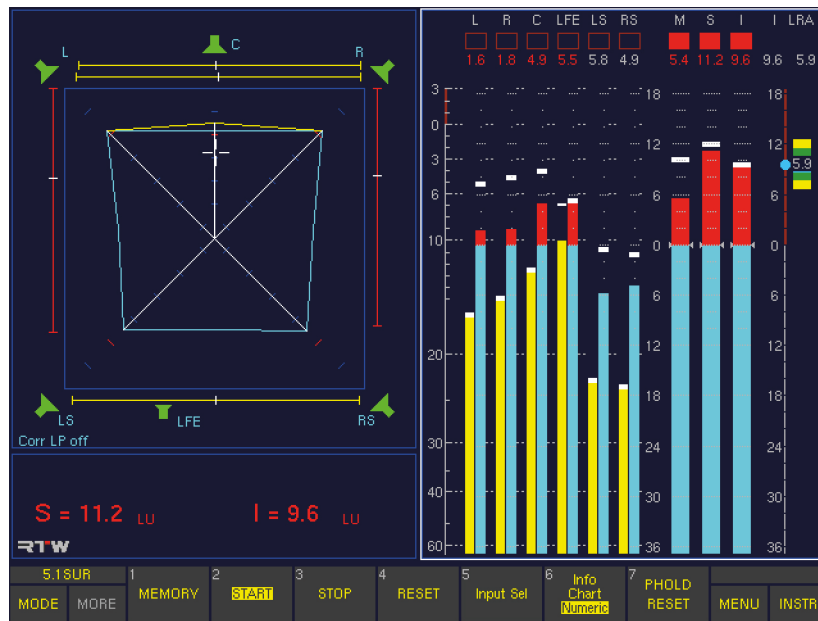 L C R
LS LFE RS
Corr LP off
S = 11.2 LU I = 9.6 LU
RTW
L R C LFE LS RS M S I I LRA
1.6 1.8 4.9 5.5 5.8 4.9 5.4 11.2 9.6 9.6 5.9
3 18 18
0
12 12
3 5.9
6 6 6
10 0 0
6 6
20 12 12
18 18
30 24 24
40 30 30
60 36 36
5.1SUR 1 2 3 4 5 6 7
MODE MORE MEMORY START STOP RESET Input Sel Info
Chart
Numeric
PHOLD
RESET
MENU INSTR